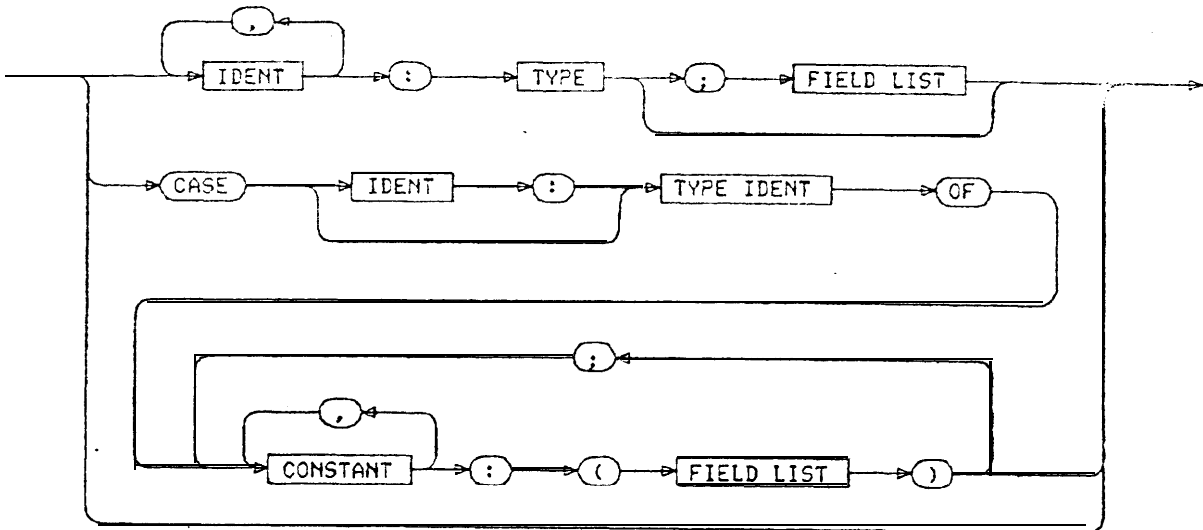 ,
IDENT : TYPE ; FIELD LIST
CASE IDENT : TYPE IDENT OF
;
,
CONSTANT : ( FIELD LIST )